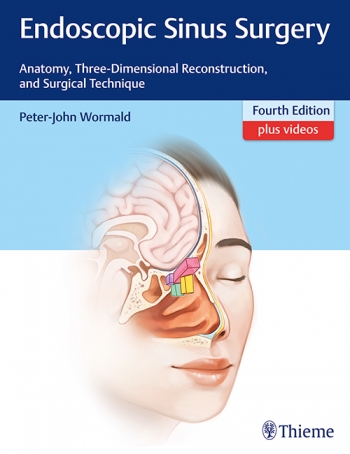 Endoscopic Sinus Surgery
Anatomy, Three-Dimensional Reconstruction,
and Surgical Technique
Peter-John Wormald
Fourth Edition
plus videos
Thieme